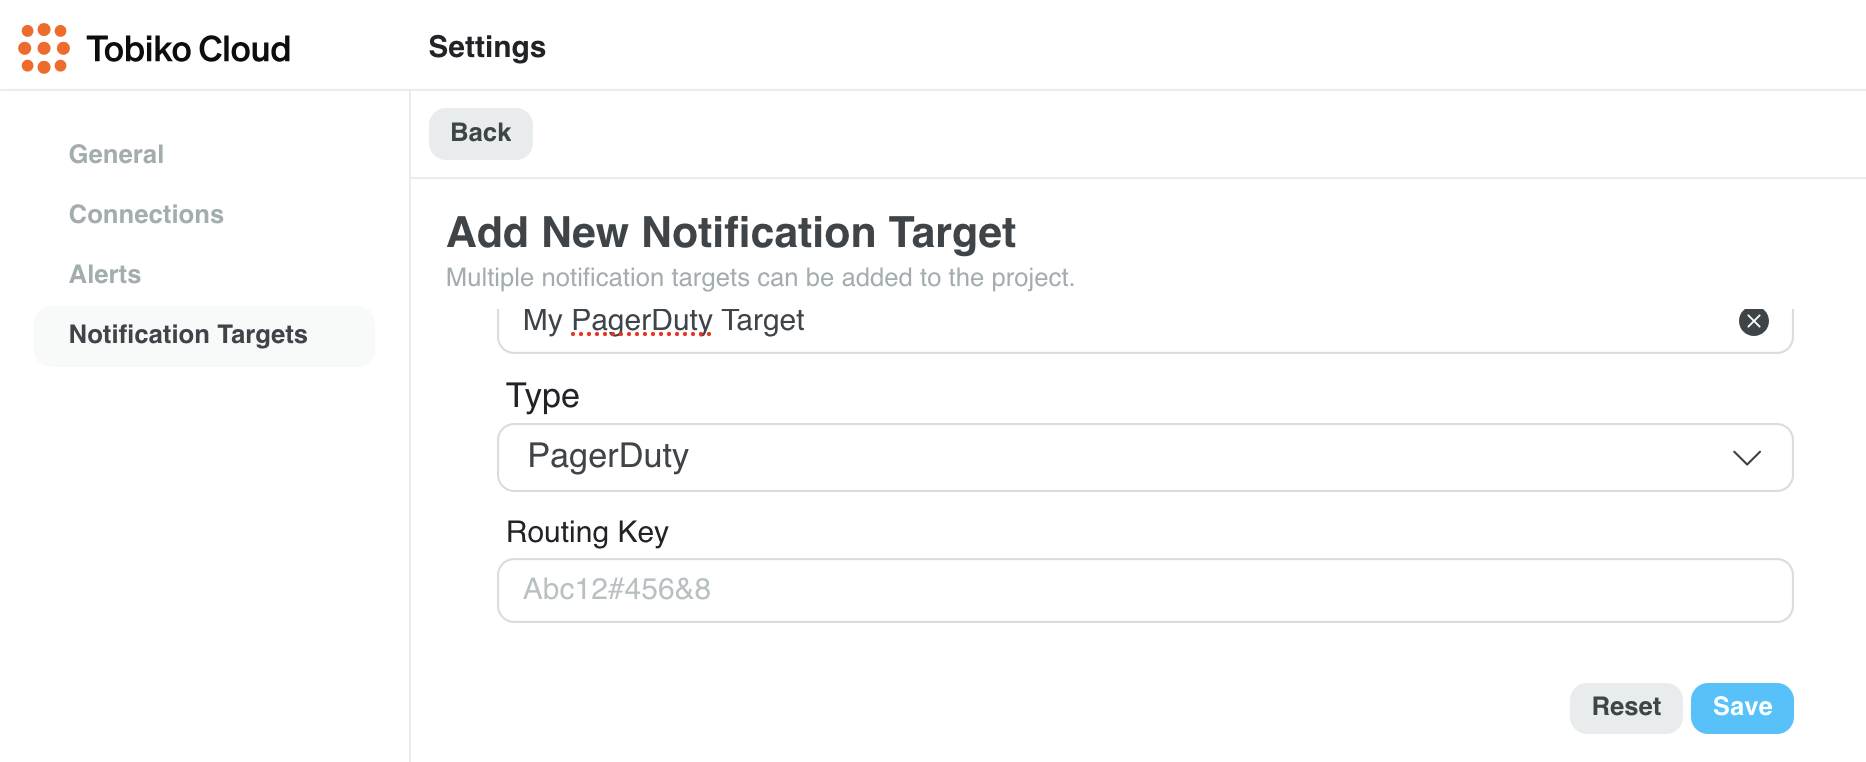 Tobiko Cloud
Settings
General
Connections
Alerts
Notification Targets
Back
Add New Notification Target
Multiple notification targets can be added to the project.
My PagerDuty Target
Type
PagerDuty
Routing Key
Abc12#456&8
Reset
Save